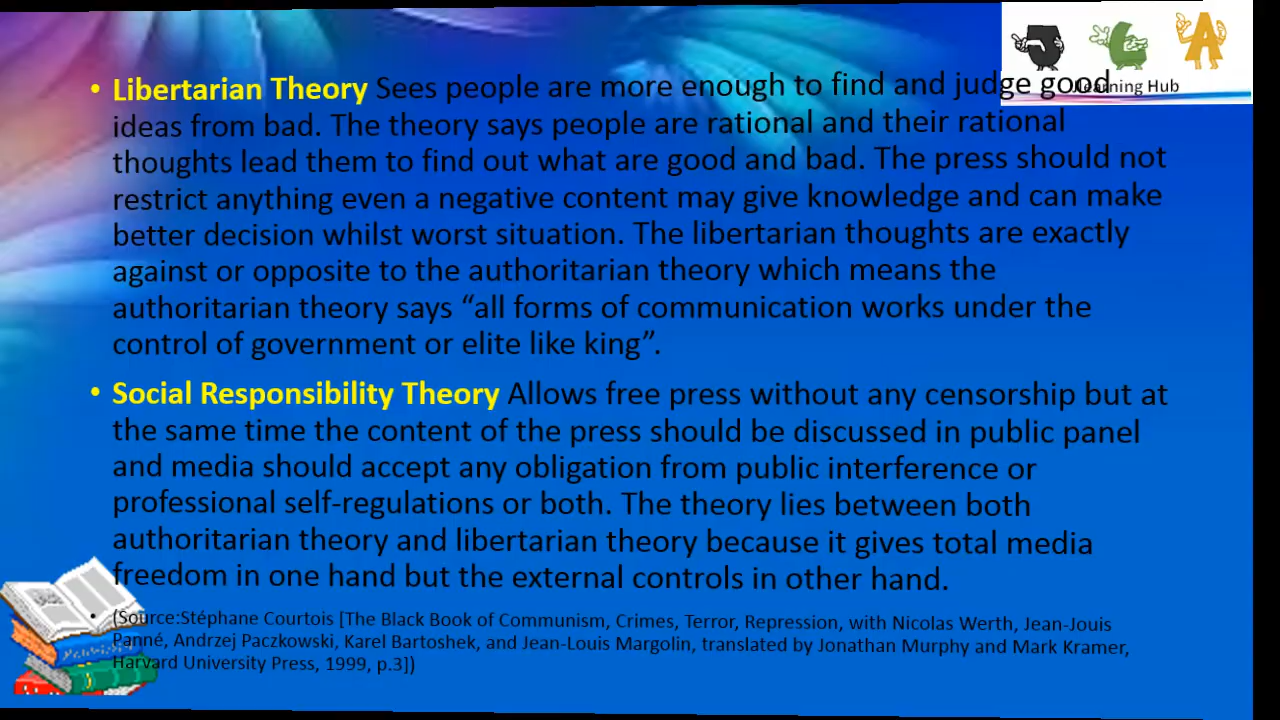 • Libertarian Theory Sees people are more enough to find and judge good
ideas from bad. The theory says people are rational and their rational
thoughts lead them to find out what are good and bad. The press should not
restrict anything even a negative content may give knowledge and can make
better decision whilst worst situation. The libertarian thoughts are exactly
against or opposite to the authoritarian theory which means the
authoritarian theory says “all forms of communication works under the
control of government or elite like king”.
• Social Responsibility Theory Allows free press without any censorship but at
the same time the content of the press should be discussed in public panel
and media should accept any obligation from public interference or
professional self-regulations or both. The theory lies between both
authoritarian theory and libertarian theory because it gives total media
freedom in one hand but the external controls in other hand.
• (Source:Stéphane Courtois [The Black Book of Communism, Crimes, Terror, Repression, with Nicolas Werth, Jean-Jouis
Panné, Andrzej Paczkowski, Karel Bartoshek, and Jean-Louis Margolin, translated by Jonathan Murphy and Mark Kramer,
Harvard University Press, 1999, p.3])
Hub